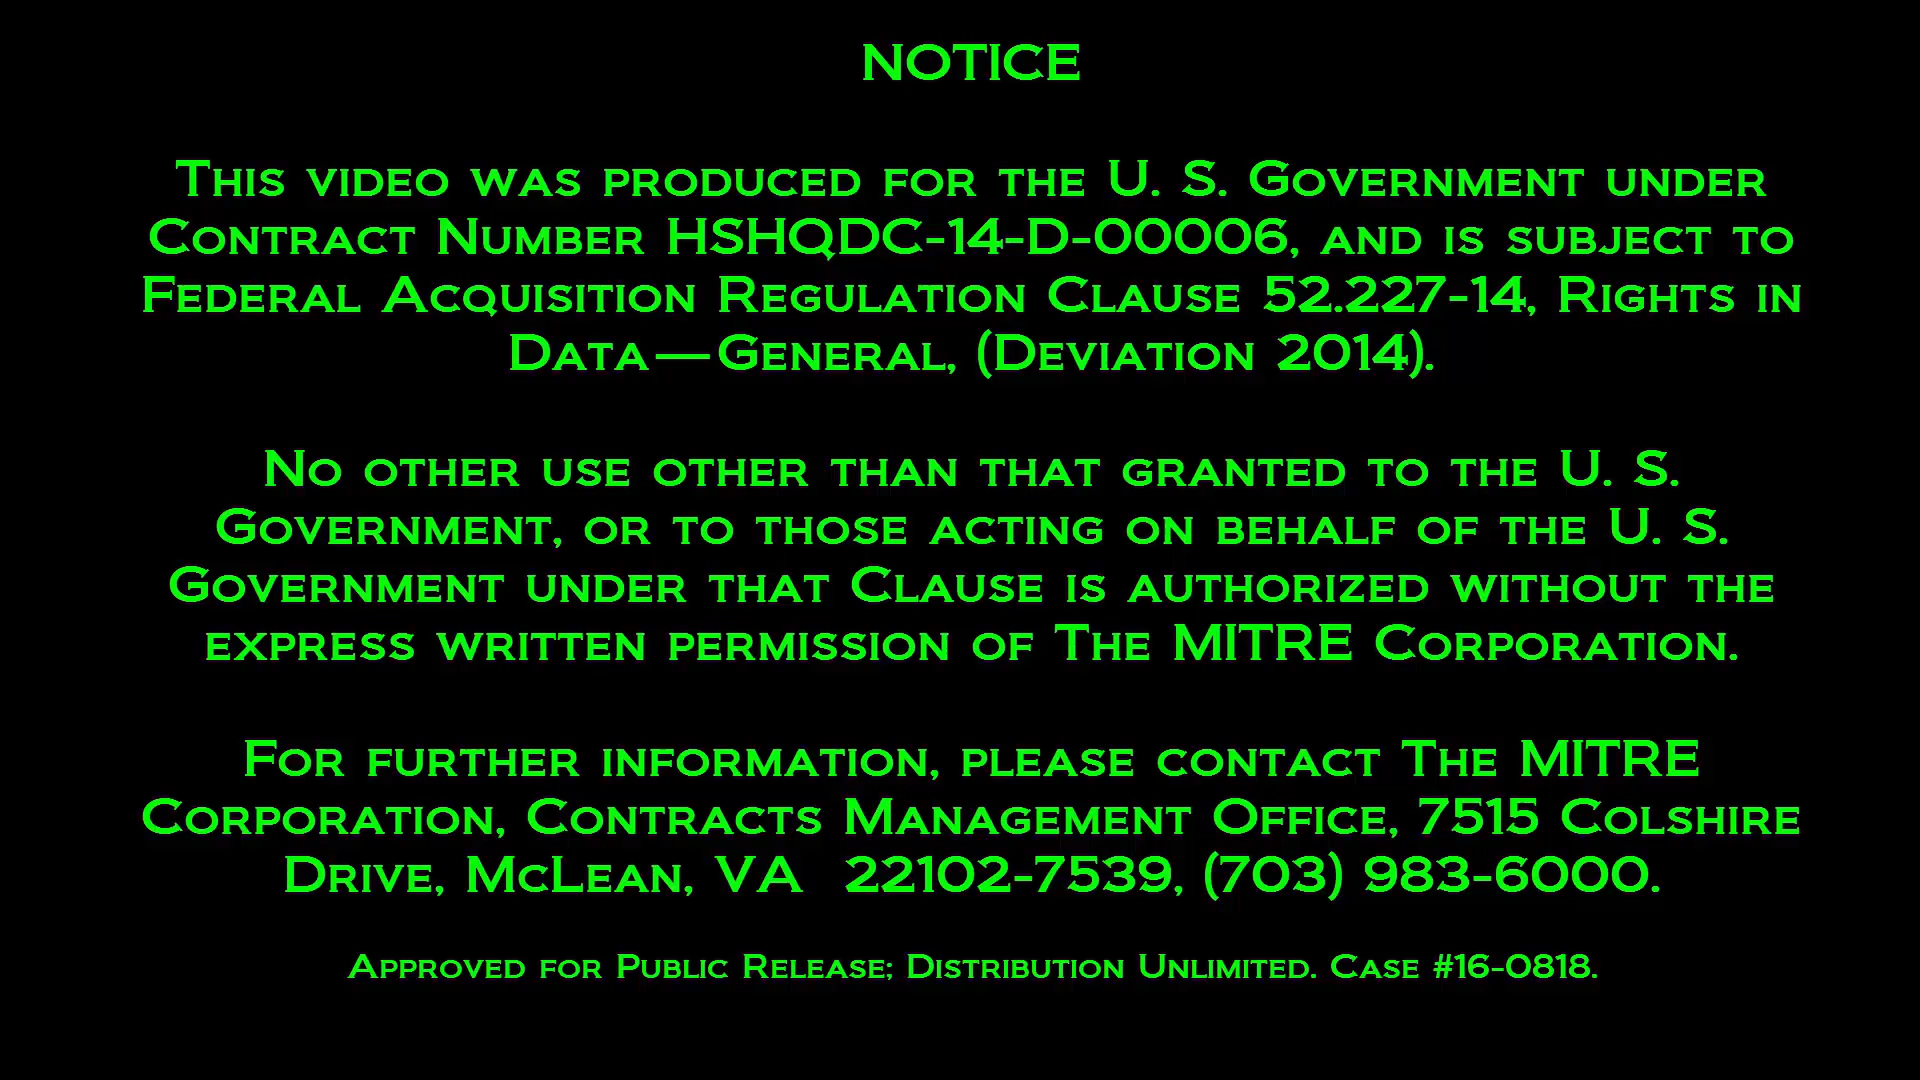 NOTICE
This video was produced for the U. S. Government under
Contract Number HSHQDC-14-D-00006, and is subject to
Federal Acquisition Regulation Clause 52.227-14, Rights in
Data—General, (Deviation 2014).
No other use other than that granted to the U. S.
Government, or to those acting on behalf of the U. S.
Government under that Clause is authorized without the
express written permission of The MITRE Corporation.
For further information, please contact The MITRE
Corporation, Contracts Management Office, 7515 Colshire
Drive, McLean, VA  22102-7539, (703) 983-6000.
Approved for Public Release; Distribution Unlimited. Case #16-0818.